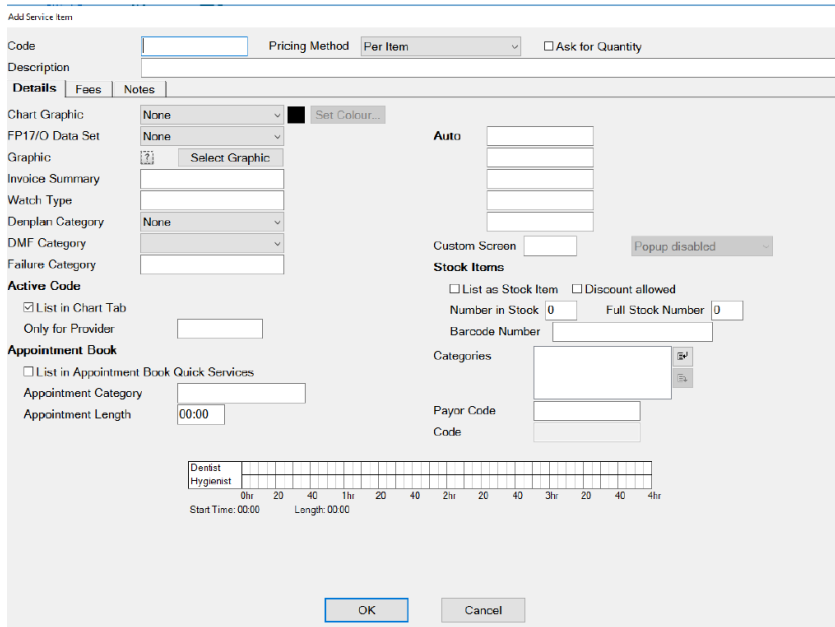 Add Service Item
Code Pricing Method Per Item Ask for Quantity
Description
Details Fees Notes
Chart Graphic None Set Colour...
FP17/O Data Set None Auto
Graphic ? Select Graphic
Invoice Summary
Watch Type
Denplan Category None
DMF Category Custom Screen Popup disabled
Failure Category Stock Items
Active Code List as Stock Item Discount allowed
List in Chart Tab Number in Stock 0 Full Stock Number 0
Only for Provider Barcode Number
Appointment Book Categories
List in Appointment Book Quick Services
Appointment Category
Appointment Length 00:00 Payor Code
Code
Dentist
Hygienist
0hr 20 40 1hr 20 40 2hr 20 40 3hr 20 40 4hr
Start Time: 00:00 Length: 00:00
OK Cancel